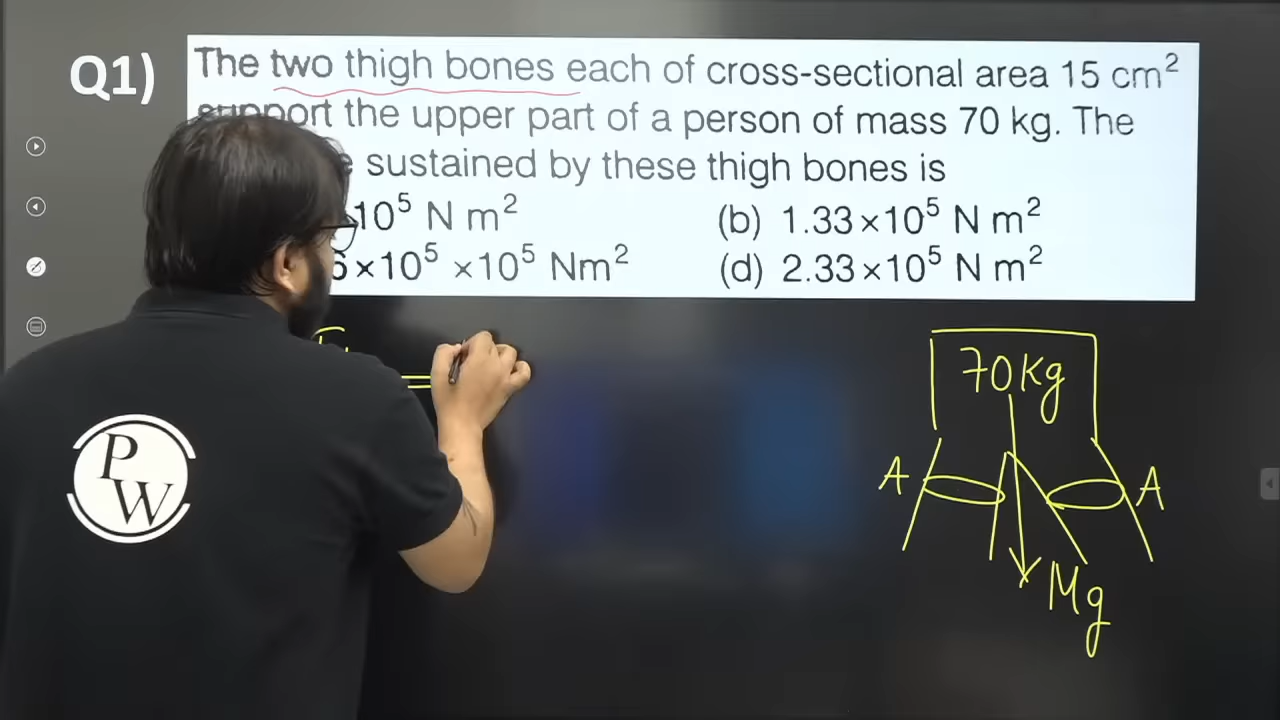 Q1) The two thigh bones each of cross-sectional area 15 cm²
the upper part of a person of mass 70 kg. The
sustained by these thigh bones is
10⁵ N m² (b) 1.33×10⁵ N m²
×10⁵ ×10⁵ Nm² (d) 2.33×10⁵ N m²
70 Kg
A A
Mg
P
W